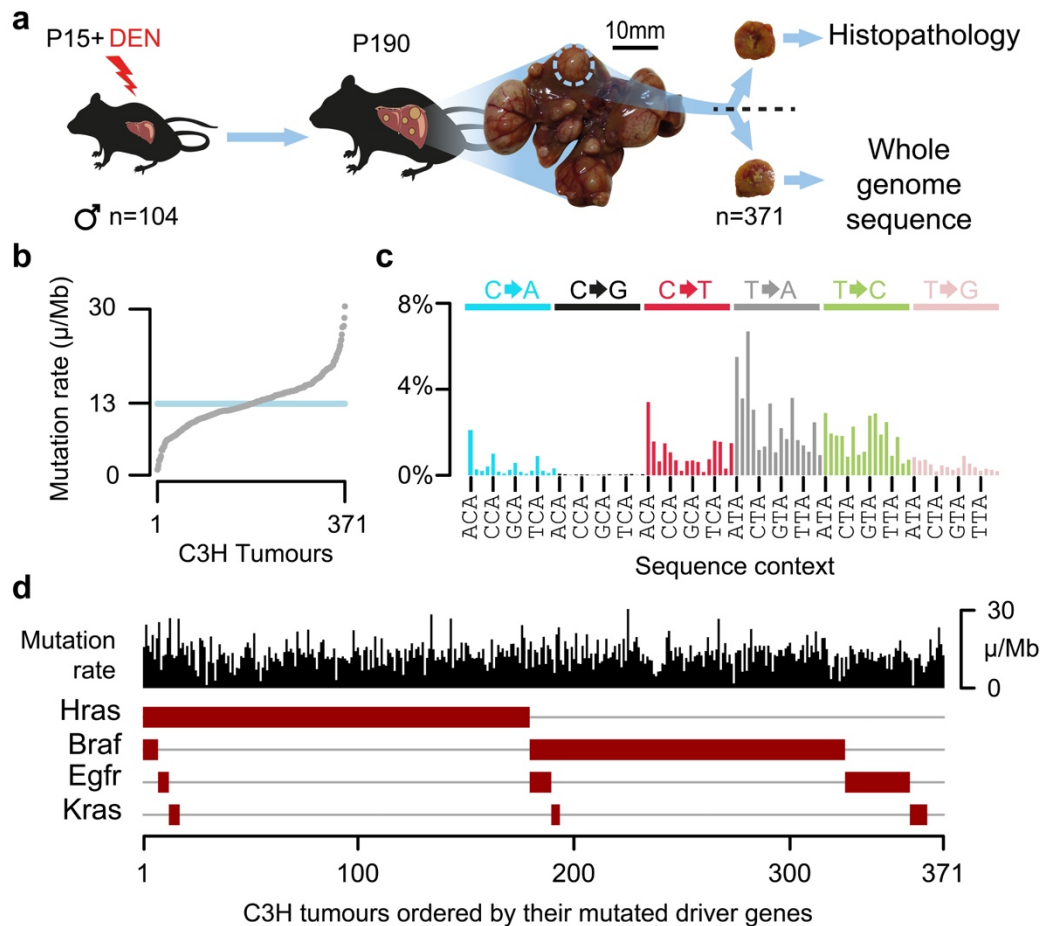 a
P15+ DEN
P190
10mm
Histopathology
Whole
genome
sequence
♂ n=104
n=371
b
Mutation rate (µ/Mb)
30
13
0
1
371
C3H Tumours
c
C➡A C➡G C➡T T➡A T➡C T➡G
8%
4%
0%
ACA CCA GCA TCA ACA CCA GCA TCA ACA CCA GCA TCA ATA CTA GTA TTA ATA CTA GTA TTA ATA CTA GTA TTA
Sequence context
d
Mutation
rate
30
µ/Mb
0
Hras
Braf
Egfr
Kras
1 100 200 300 371
C3H tumours ordered by their mutated driver genes